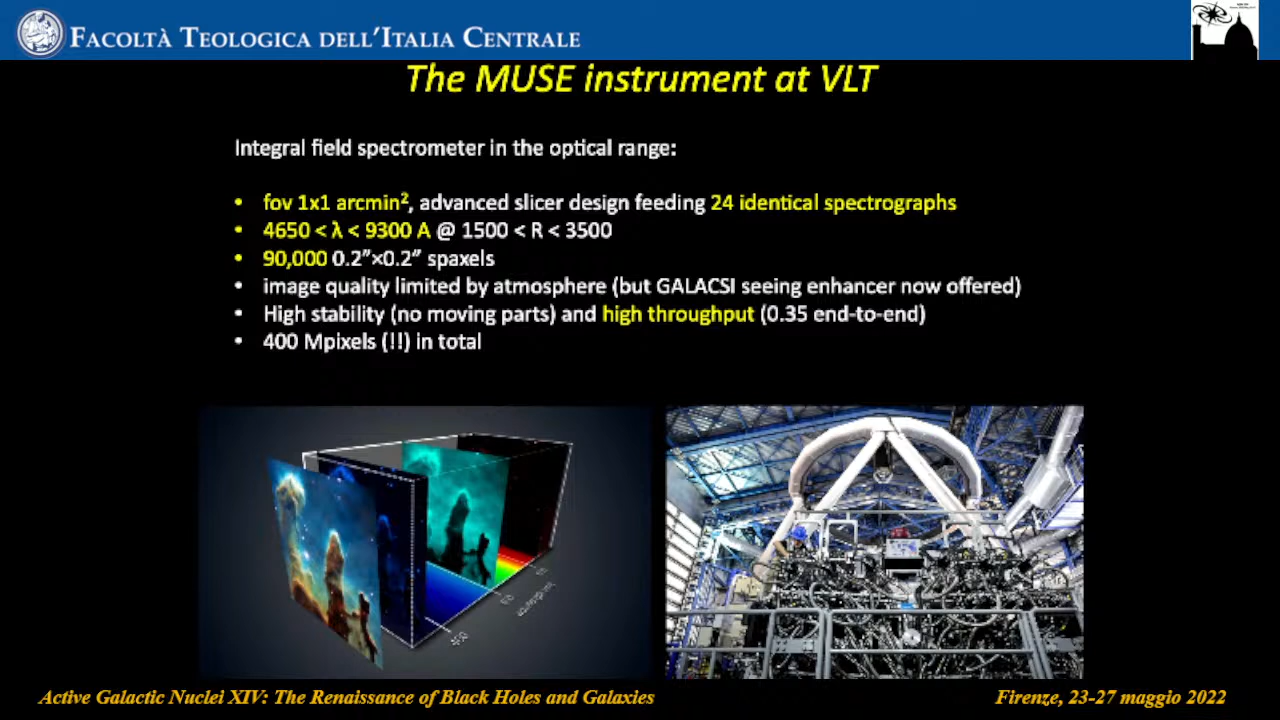 FACOLTÀ TEOLOGICA DELL'ITALIA CENTRALE
The MUSE instrument at VLT
Integral field spectrometer in the optical range:
• fov 1x1 arcmin², advanced slicer design feeding 24 identical spectrographs
• 4650 < λ < 9300 A @ 1500 < R < 3500
• 90,000 0.2"×0.2" spaxels
• image quality limited by atmosphere (but GALACSI seeing enhancer now offered)
• High stability (no moving parts) and high throughput (0.35 end-to-end)
• 400 Mpixels (!!) in total
400
Active Galactic Nuclei XIV: The Renaissance of Black Holes and Galaxies
Firenze, 23-27 maggio 2022